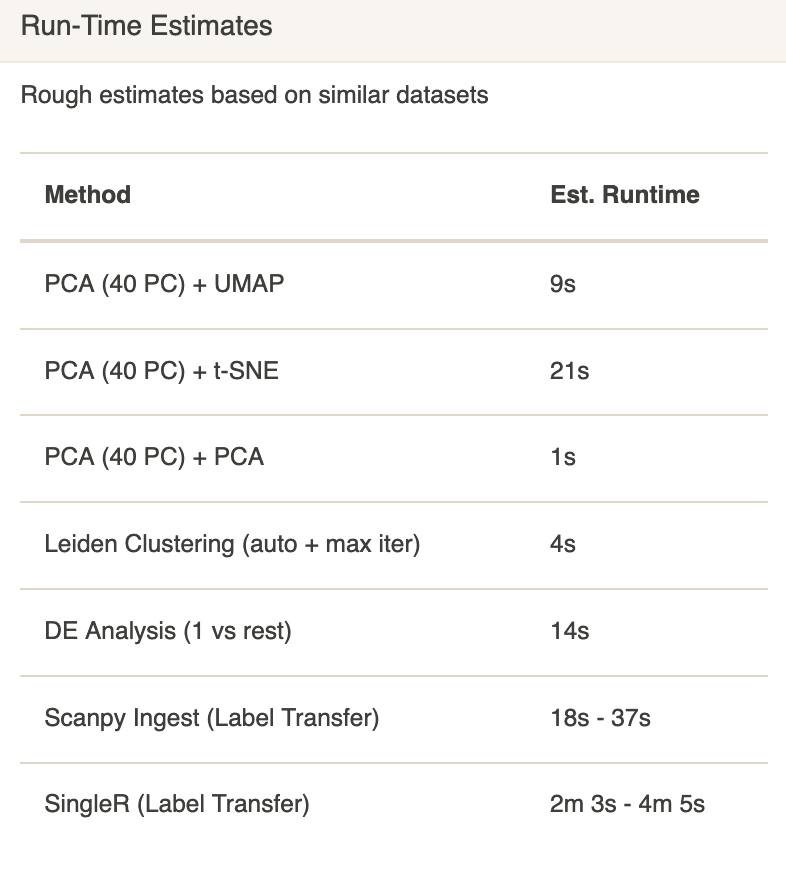 Run-Time Estimates
Rough estimates based on similar datasets
Method Est. Runtime
PCA (40 PC) + UMAP 9s
PCA (40 PC) + t-SNE 21s
PCA (40 PC) + PCA 1s
Leiden Clustering (auto + max iter) 4s
DE Analysis (1 vs rest) 14s
Scanpy Ingest (Label Transfer) 18s - 37s
SingleR (Label Transfer) 2m 3s - 4m 5s